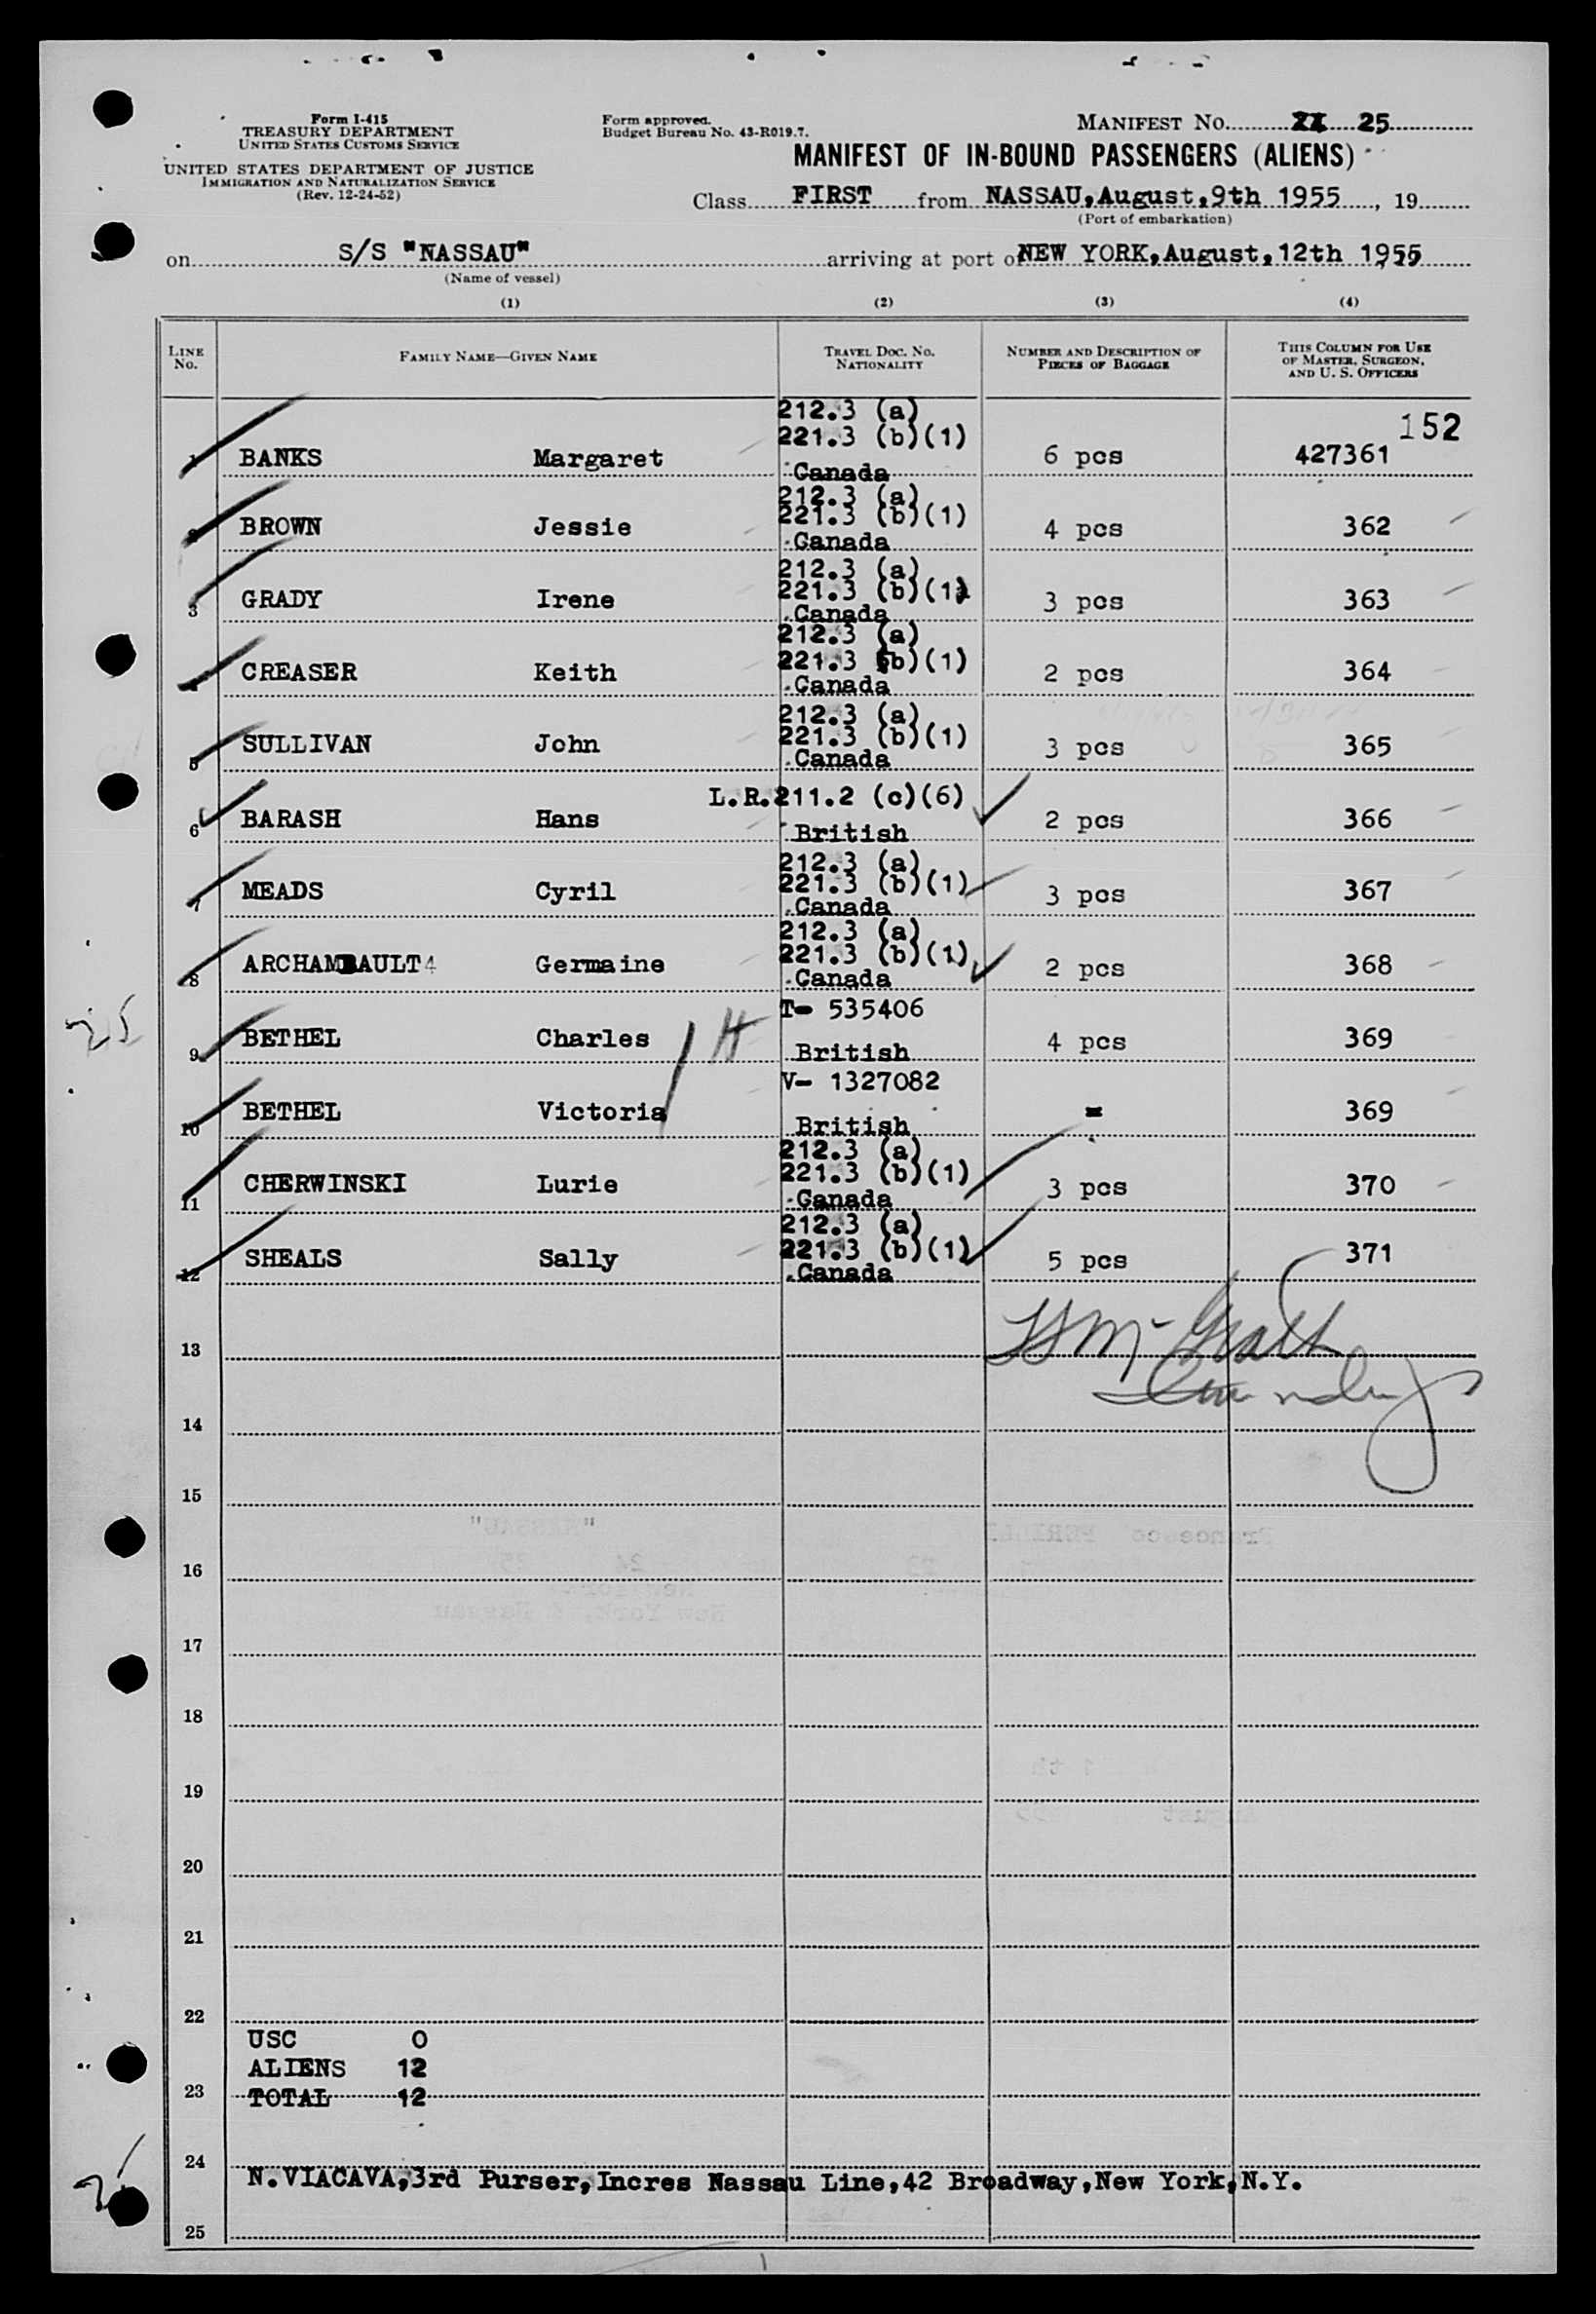 Form I-415
TREASURY DEPARTMENT
UNITED STATES CUSTOMS SERVICE
UNITED STATES DEPARTMENT OF JUSTICE
IMMIGRATION AND NATURALIZATION SERVICE
(Rev. 12-24-52)
Form approved.
Budget Bureau No. 43-R019.7.
MANIFEST NO. 25
MANIFEST OF IN-BOUND PASSENGERS (ALIENS)
Class FIRST from NASSAU,August,9th 1955, 19
(Port of embarkation)
on S/S "NASSAU" arriving at port of NEW YORK,August,12th 1955
(Name of vessel)
(1) (2) (3) (4)
LINE No. FAMILY NAME—GIVEN NAME TRAVEL DOC. NO. NATIONALITY NUMBER AND DESCRIPTION OF PIECES OF BAGGAGE THIS COLUMN FOR USE OF MASTER, SURGEON, AND U. S. OFFICERS
152
212.3 (a)
221.3 (b)(1)
1 BANKS Margaret Canada 6 pcs 427361
212.3 (a)
221.3 (b)(1)
2 BROWN Jessie Canada 4 pcs 362
212.3 (a)
221.3 (b)(1)
3 GRADY Irene Canada 3 pcs 363
212.3 (a)
221.3 (b)(1)
4 CREASER Keith Canada 2 pcs 364
212.3 (a)
221.3 (b)(1)
5 SULLIVAN John Canada 3 pcs 365
L.R.211.2 (c)(6)
6 BARASH Hans British 2 pcs 366
212.3 (a)
221.3 (b)(1)
7 MEADS Cyril Canada 3 pcs 367
212.3 (a)
221.3 (b)(1)
8 ARCHAMBAULT4 Germaine Canada 2 pcs 368
T- 535406
9 BETHEL Charles H British 4 pcs 369
V- 1327082
10 BETHEL Victoria British - 369
212.3 (a)
221.3 (b)(1)
11 CHERWINSKI Lurie Canada 3 pcs 370
212.3 (a)
221.3 (b)(1)
12 SHEALS Sally Canada 5 pcs 371
13
14
15
16
17
18
19
20
21
22
USC 0
ALIENS 12
23 TOTAL 12
24
N.VIACAVA,3rd Purser,Incres Nassau Line,42 Broadway,New York,N.Y.
25